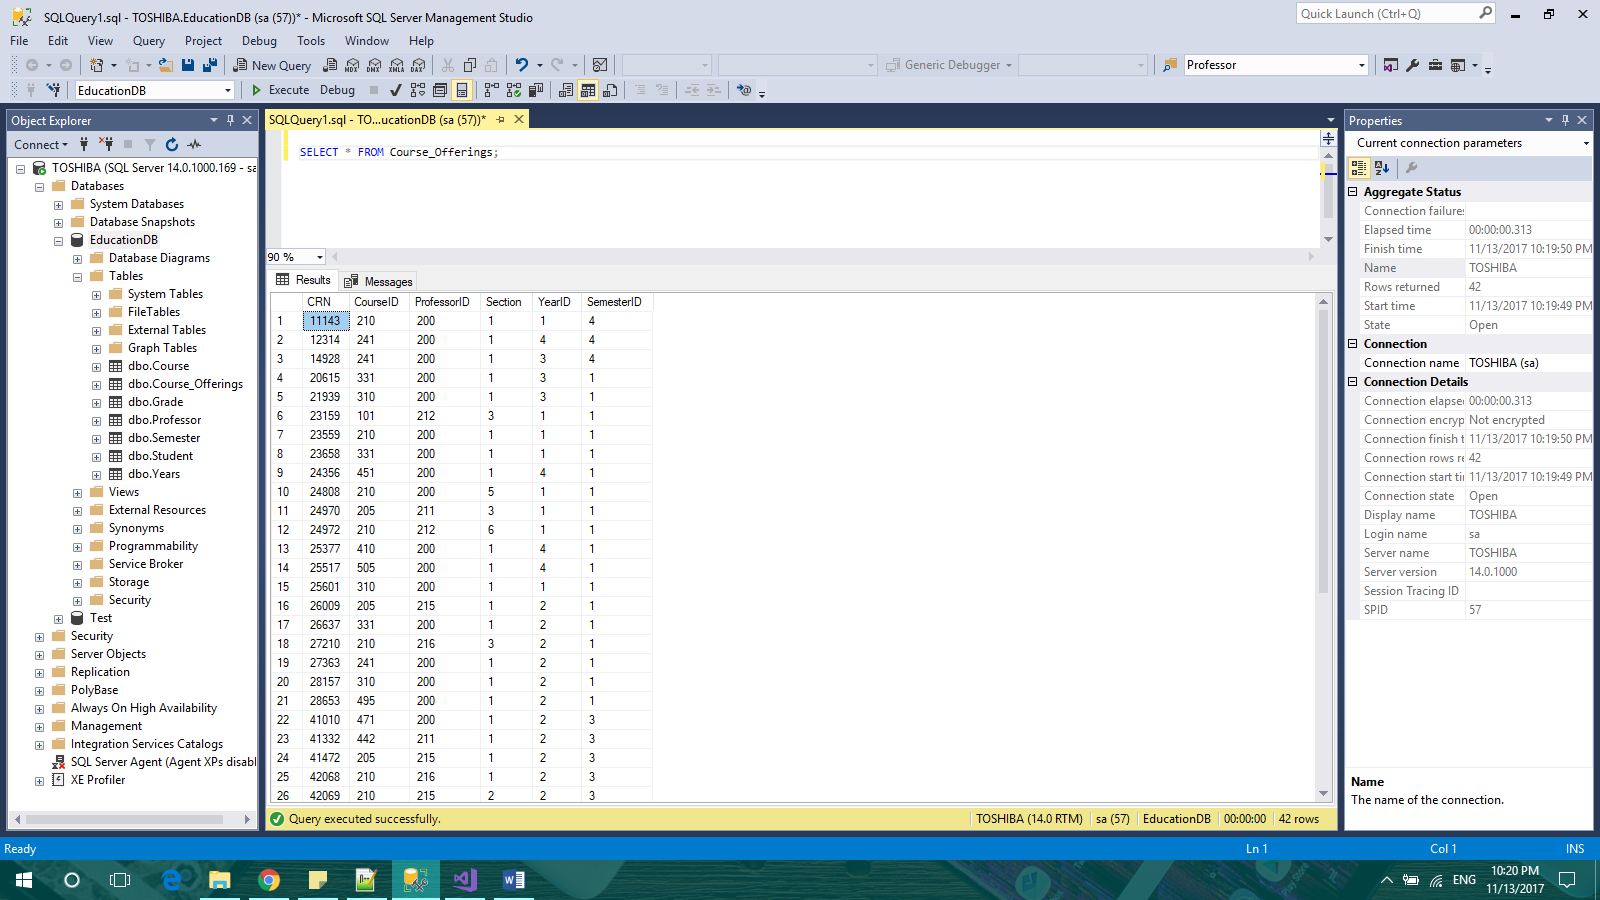 SQLQuery1.sql - TOSHIBA.EducationDB (sa (57))* - Microsoft SQL Server Management Studio
Quick Launch (Ctrl+Q)
File Edit View Query Project Debug Tools Window Help
New Query MDX DMX XMLA DAX Generic Debugger Professor
EducationDB Execute Debug
Object Explorer
Connect
TOSHIBA (SQL Server 14.0.1000.169 - sa
Databases
System Databases
Database Snapshots
EducationDB
Database Diagrams
Tables
System Tables
FileTables
External Tables
Graph Tables
dbo.Course
dbo.Course_Offerings
dbo.Grade
dbo.Professor
dbo.Semester
dbo.Student
dbo.Years
Views
External Resources
Synonyms
Programmability
Service Broker
Storage
Security
Test
Security
Server Objects
Replication
PolyBase
Always On High Availability
Management
Integration Services Catalogs
SQL Server Agent (Agent XPs disabl
XE Profiler
SQLQuery1.sql - TO...ucationDB (sa (57))*
SELECT * FROM Course_Offerings;
90 %
Results Messages
CRN CourseID ProfessorID Section YearID SemesterID
1 11143 210 200 1 1 4
2 12314 241 200 1 4 4
3 14928 241 200 1 3 4
4 20615 331 200 1 3 1
5 21939 310 200 1 3 1
6 23159 101 212 3 1 1
7 23559 210 200 1 1 1
8 23658 331 200 1 1 1
9 24356 451 200 1 4 1
10 24808 210 200 5 1 1
11 24970 205 211 3 1 1
12 24972 210 212 6 1 1
13 25377 410 200 1 4 1
14 25517 505 200 1 4 1
15 25601 310 200 1 1 1
16 26009 205 215 1 2 1
17 26637 331 200 1 2 1
18 27210 210 216 3 2 1
19 27363 241 200 1 2 1
20 28157 310 200 1 2 1
21 28653 495 200 1 2 1
22 41010 471 200 1 2 3
23 41332 442 211 1 2 3
24 41472 205 215 1 2 3
25 42068 210 216 1 2 3
26 42069 210 215 2 2 3
Query executed successfully. TOSHIBA (14.0 RTM) sa (57) EducationDB 00:00:00 42 rows
Properties
Current connection parameters
Aggregate Status
Connection failures
Elapsed time 00:00:00.313
Finish time 11/13/2017 10:19:50 PM
Name TOSHIBA
Rows returned 42
Start time 11/13/2017 10:19:49 PM
State Open
Connection
Connection name TOSHIBA (sa)
Connection Details
Connection elapse 00:00:00.313
Connection encryp Not encrypted
Connection finish t 11/13/2017 10:19:50 PM
Connection rows re 42
Connection start ti 11/13/2017 10:19:49 PM
Connection state Open
Display name TOSHIBA
Login name sa
Server name TOSHIBA
Server version 14.0.1000
Session Tracing ID
SPID 57
Name
The name of the connection.
Ready Ln 1 Col 1 INS
ENG 10:20 PM
11/13/2017